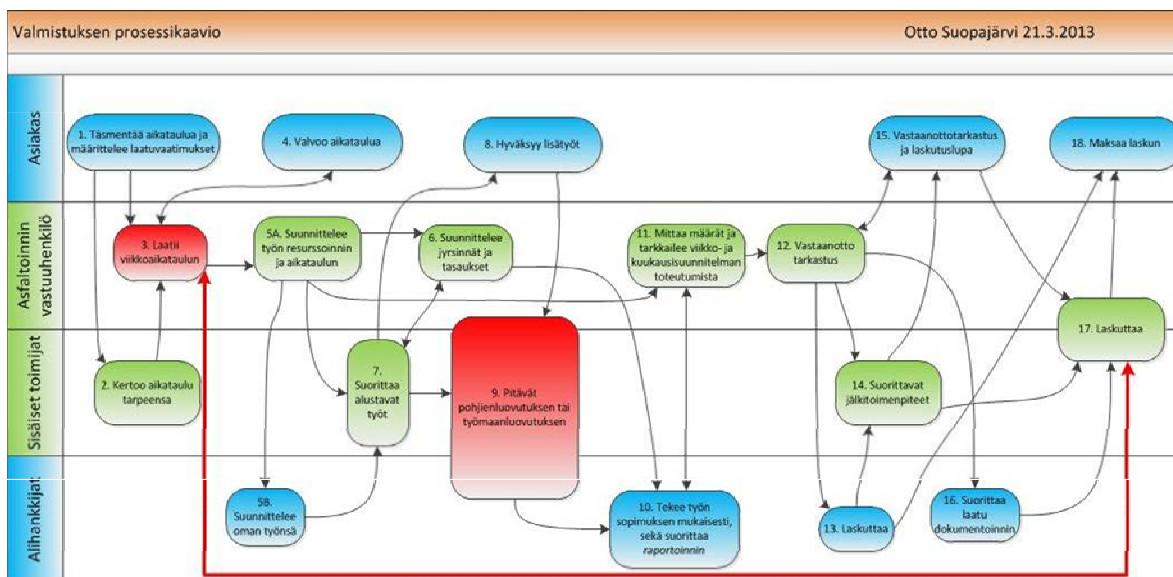 Valmistuksen prosessikaavio
Otto Suopajärvi 21.3.2013
Asiakas
1. Täsmentää aikataulua ja
määrittelee laatuvaatimukset
4. Valvoo aikataulua
8. Hyväksyy lisätyöt
15. Vastaanottotarkastus
ja laskutuslupa
18. Maksaa laskun
Asfaltoinnin
vastuuhenkilö
3. Laatii
viikkoaikataulun
5A. Suunnittelee
työn resurssoinnin
ja aikataulun
6. Suunnittelee
jyrsinnät ja
tasaukset
11. Mittaa määrät ja
tarkkailee viikko- ja
kuukausisuunnitelman
toteutumista
12. Vastaanotto
tarkastus
17. Laskuttaa
Sisäiset toimijat
2. Kertoo aikataulu
tarpeensa
7.
Suorittaa
alustavat
työt
9. Pitävät
pohjienluovutuksen tai
työmaanluovutuksen
14. Suorittavat
jälkitoimenpiteet
Alihankkijat
5B.
Suunnittelee
oman työnsä
10. Tekee työn
sopimuksen mukaisesti,
sekä suorittaa
raportoinnin
13. Laskuttaa
16. Suorittaa
laatu
dokumentoinnin